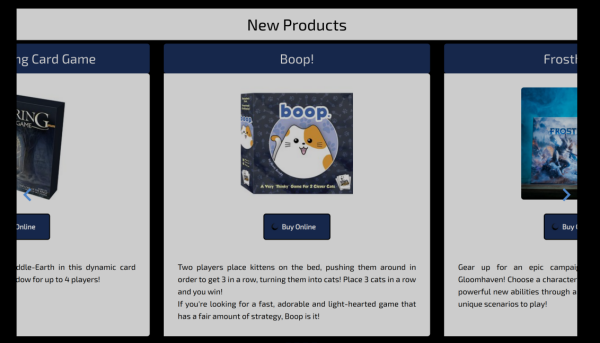 New Products
ng Card Game
RING
GAME
Online
ddle-Earth in this dynamic card
dow for up to 4 players!
Boop!
boop.
boop.
A Very "Boopy" Game For 2 Clever Cats
Buy Online
Two players place kittens on the bed, pushing them around in
order to get 3 in a row, turning them into cats! Place 3 cats in a row
and you win!
If you're looking for a fast, adorable and light-hearted game that
has a fair amount of strategy, Boop is it!
Frosth
FROST
Buy
Gear up for an epic campaig
Gloomhaven! Choose a character
powerful new abilities through a
unique scenarios to play!